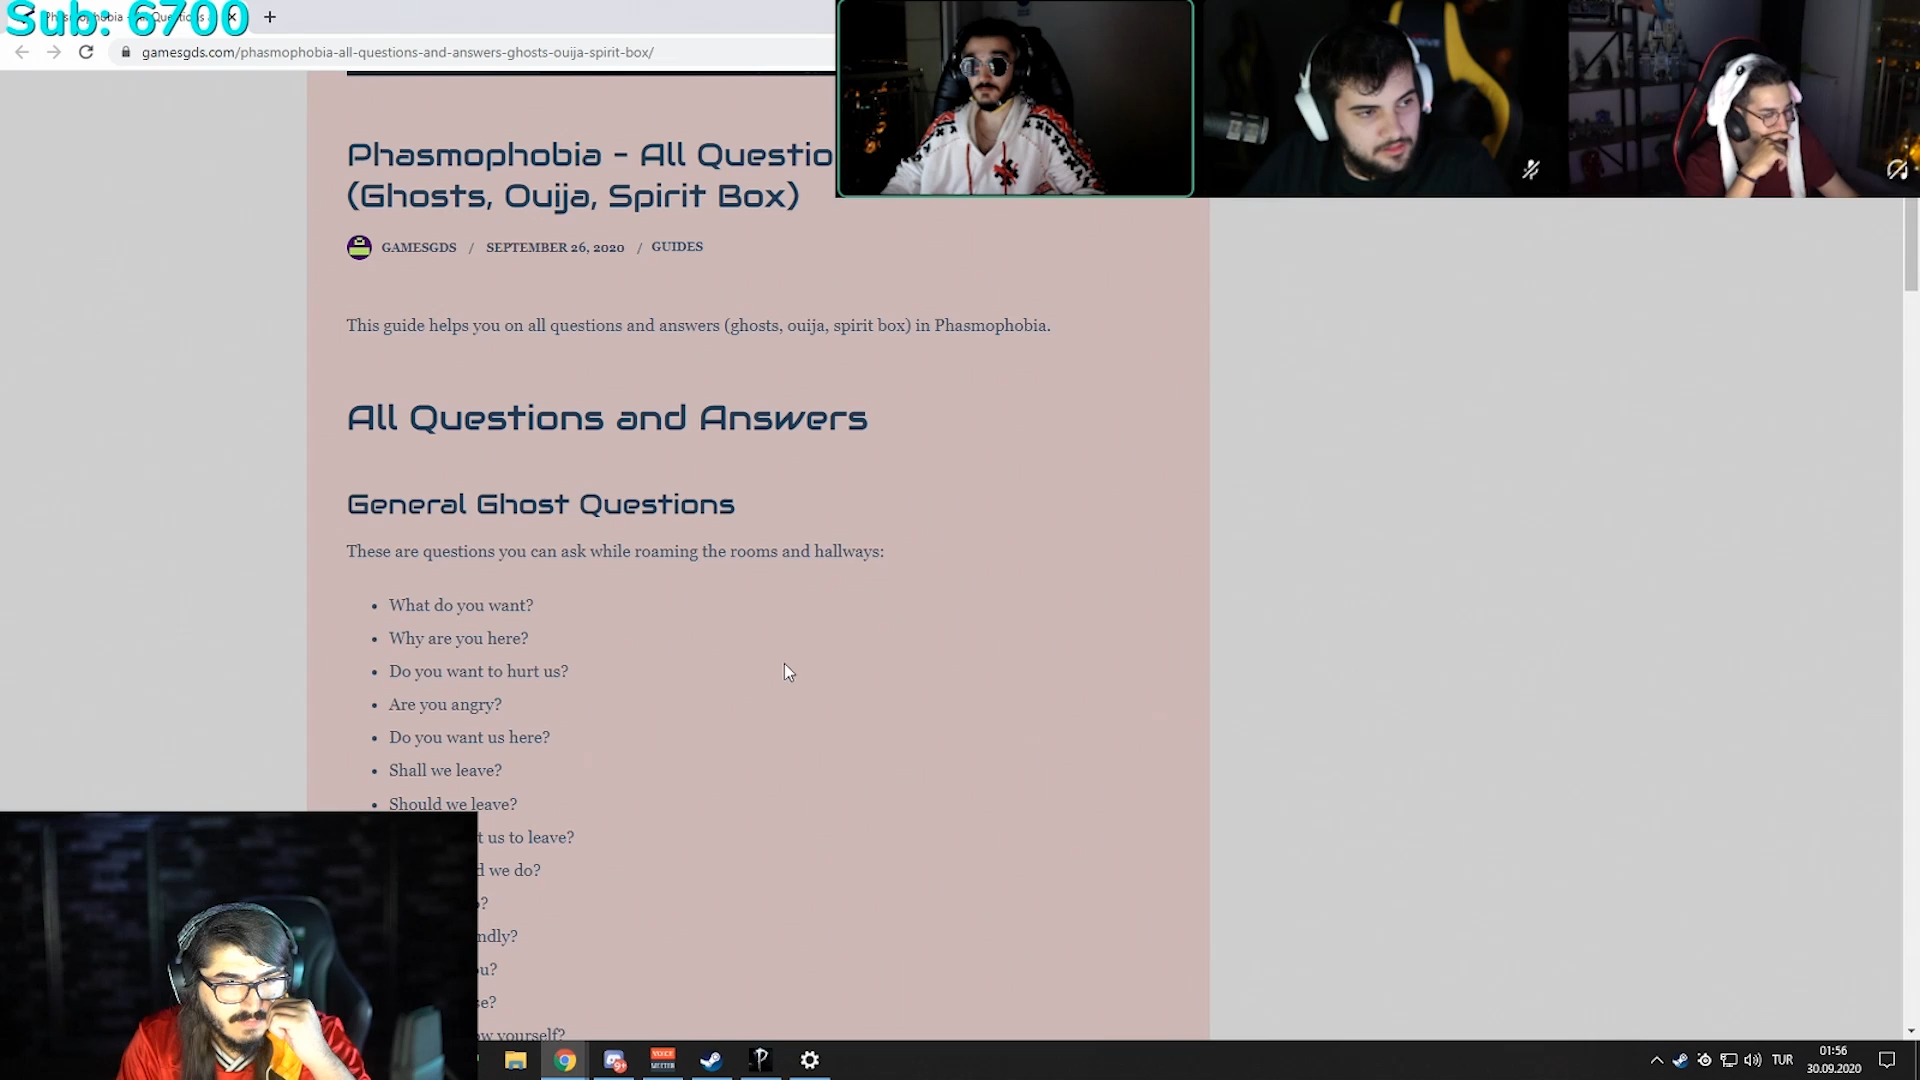 Sub: 6700
gamesgds.com/phasmophobia-all-questions-and-answers-ghosts-ouija-spirit-box/
Phasmophobia - All Questio
(Ghosts, Ouija, Spirit Box)
GAMESGDS / SEPTEMBER 26, 2020 / GUIDES
This guide helps you on all questions and answers (ghosts, ouija, spirit box) in Phasmophobia.
All Questions and Answers
General Ghost Questions
These are questions you can ask while roaming the rooms and hallways:
• What do you want?
• Why are you here?
• Do you want to hurt us?
• Are you angry?
• Do you want us here?
• Shall we leave?
• Should we leave?
t us to leave?
d we do?
?
ndly?
u?
se?
ow yourself?
TUR
01:56
30.09.2020